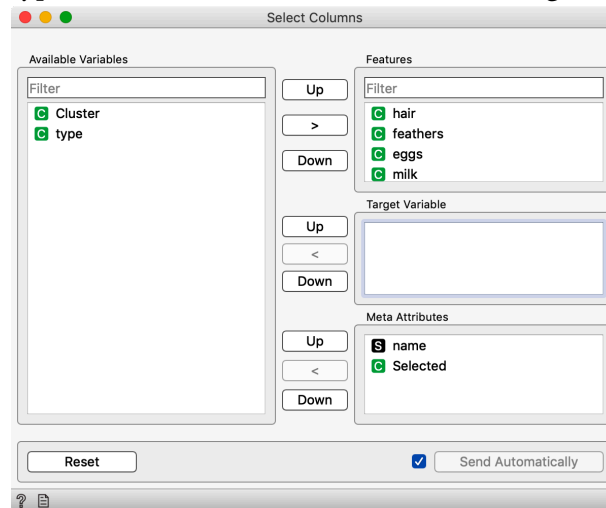 Select Columns
Available Variables
Filter
C Cluster
C type
Up
>
Down
Features
Filter
C hair
C feathers
C eggs
C milk
Up
<
Down
Target Variable
Up
<
Down
Meta Attributes
S name
C Selected
Reset
Send Automatically
?